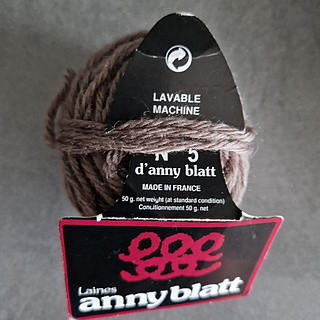 LAVABLE
MACHINE
N° 5
d'anny blatt
MADE IN FRANCE
50 g. net weight (at standard condition)
Conditionnement 50 g. net
Laines
anny blatt